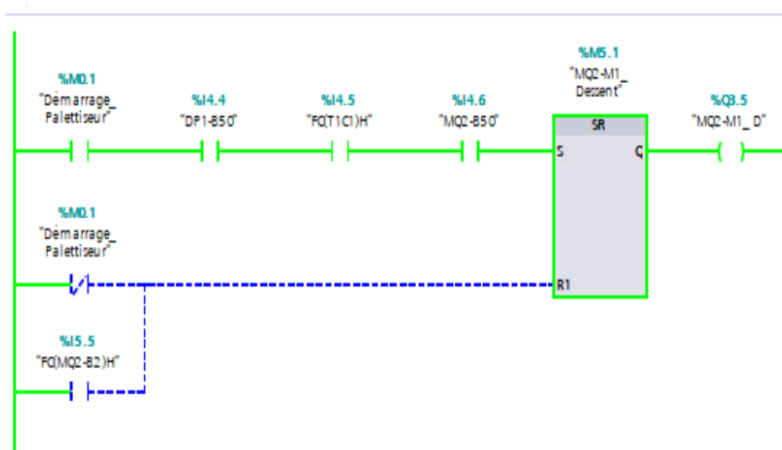 %M5.1
"MQ2-M1_
Dessent"
%M0.1
"Démarrage_
Palettiseur"
%I4.4
"DP1-B50"
%I4.5
"FC(T1C1)H"
%I4.6
"MQ2-B50"
%Q3.5
"MQ2-M1_D"
SR
S
Q
%M0.1
"Démarrage_
Palettiseur"
R1
%I5.5
"FC(MQ2-B2)H"